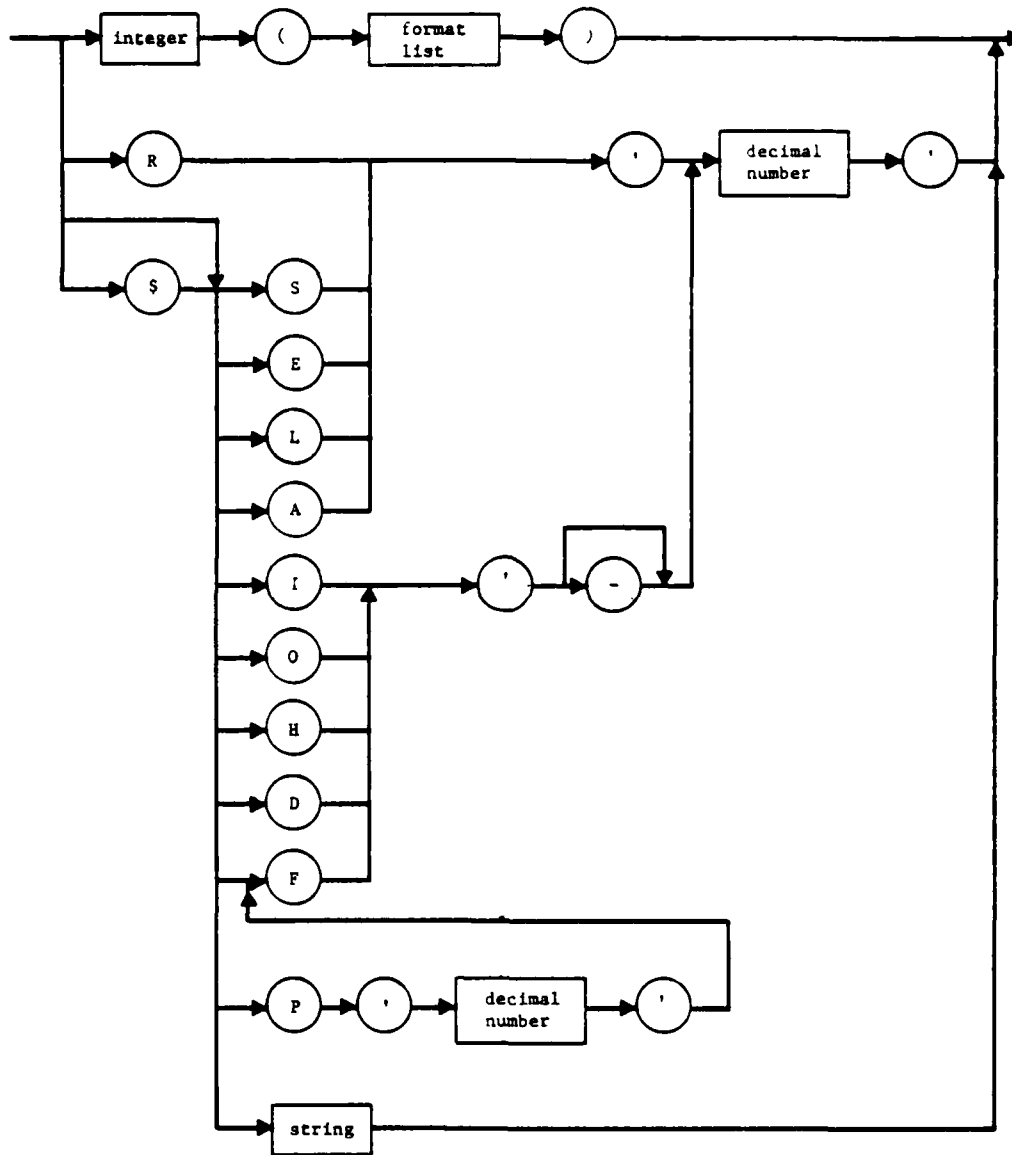 integer ( format list )
R ' decimal number '
$ S
E
L
A
I ' -
O
H
D
F
P ' decimal number '
string